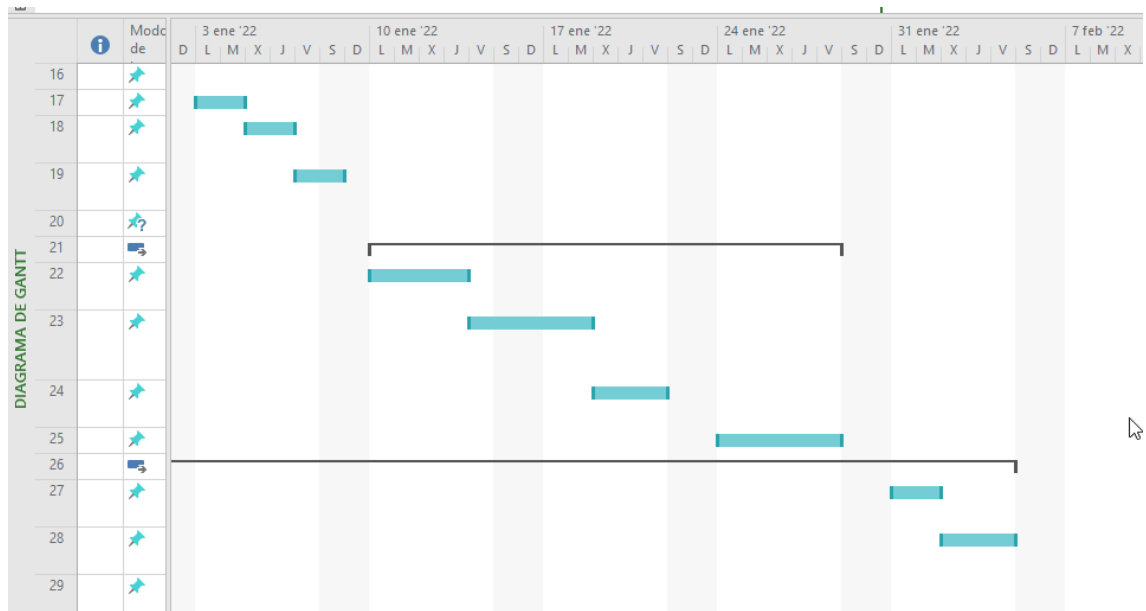 Modo
de
3 ene '22 10 ene '22 17 ene '22 24 ene '22 31 ene '22 7 feb '22
D L M X J V S D L M X J V S D L M X J V S D L M X J V S D L M X J V S D L M X
16
17
18
19
20 ?
21
22
23
24
25
26
27
28
29
DIAGRAMA DE GANTT